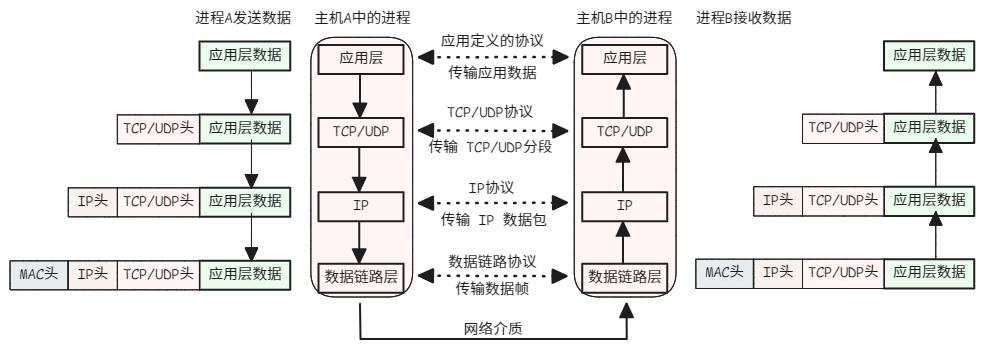 进程A发送数据 主机A中的进程 主机B中的进程 进程B接收数据
应用层数据 应用层 应用定义的协议 应用层 应用层数据
传输应用数据
TCP/UDP头 应用层数据 TCP/UDP TCP/UDP协议 TCP/UDP TCP/UDP头 应用层数据
传输 TCP/UDP分段
IP头 TCP/UDP头 应用层数据 IP IP协议 IP IP头 TCP/UDP头 应用层数据
传输 IP 数据包
MAC头 IP头 TCP/UDP头 应用层数据 数据链路层 数据链路协议 数据链路层 MAC头 IP头 TCP/UDP头 应用层数据
传输数据帧
网络介质